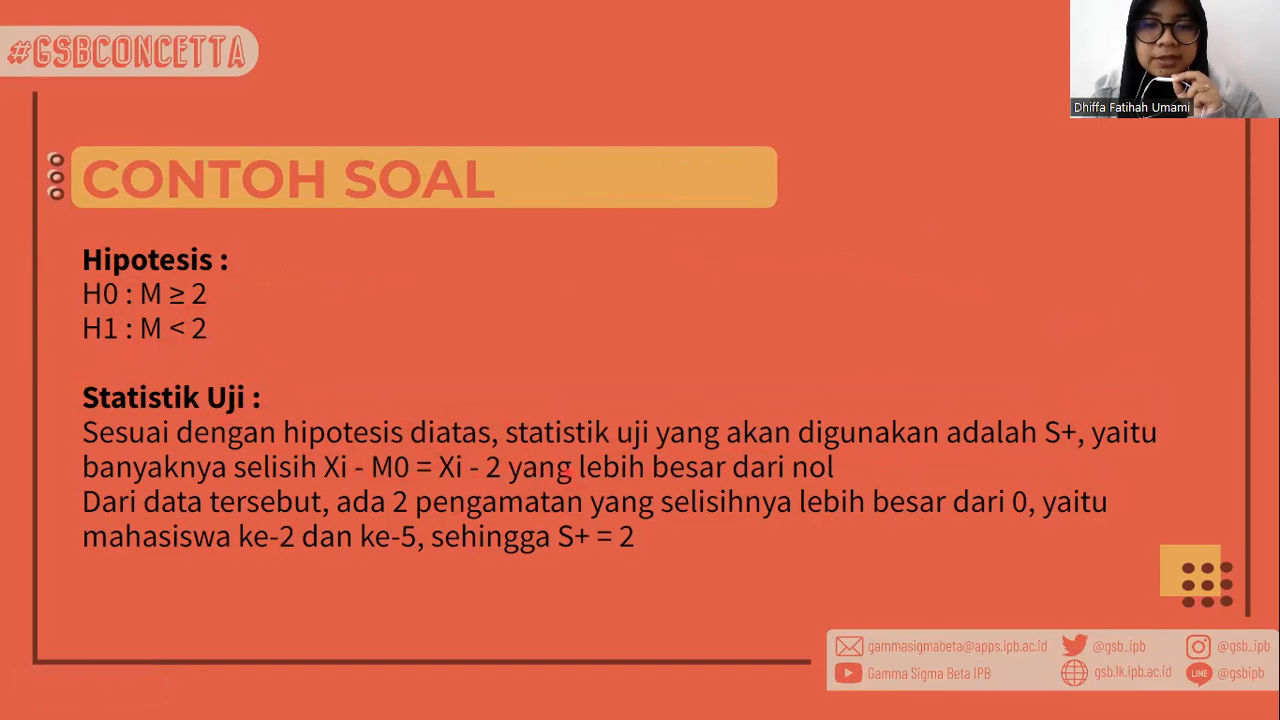 #GSBCONCETTA
Dhiffa Fatihah Umami
CONTOH SOAL
Hipotesis :
H0 : M ≥ 2
H1 : M < 2
Statistik Uji :
Sesuai dengan hipotesis diatas, statistik uji yang akan digunakan adalah S+, yaitu
banyaknya selisih Xi - M0 = Xi - 2 yang lebih besar dari nol
Dari data tersebut, ada 2 pengamatan yang selisihnya lebih besar dari 0, yaitu
mahasiswa ke-2 dan ke-5, sehingga S+ = 2
gammasigmabeta@apps.ipb.ac.id @gsb_ipb @gsb_ipb
Gamma Sigma Beta IPB gsb.lk.ipb.ac.id LINE @gsbipb